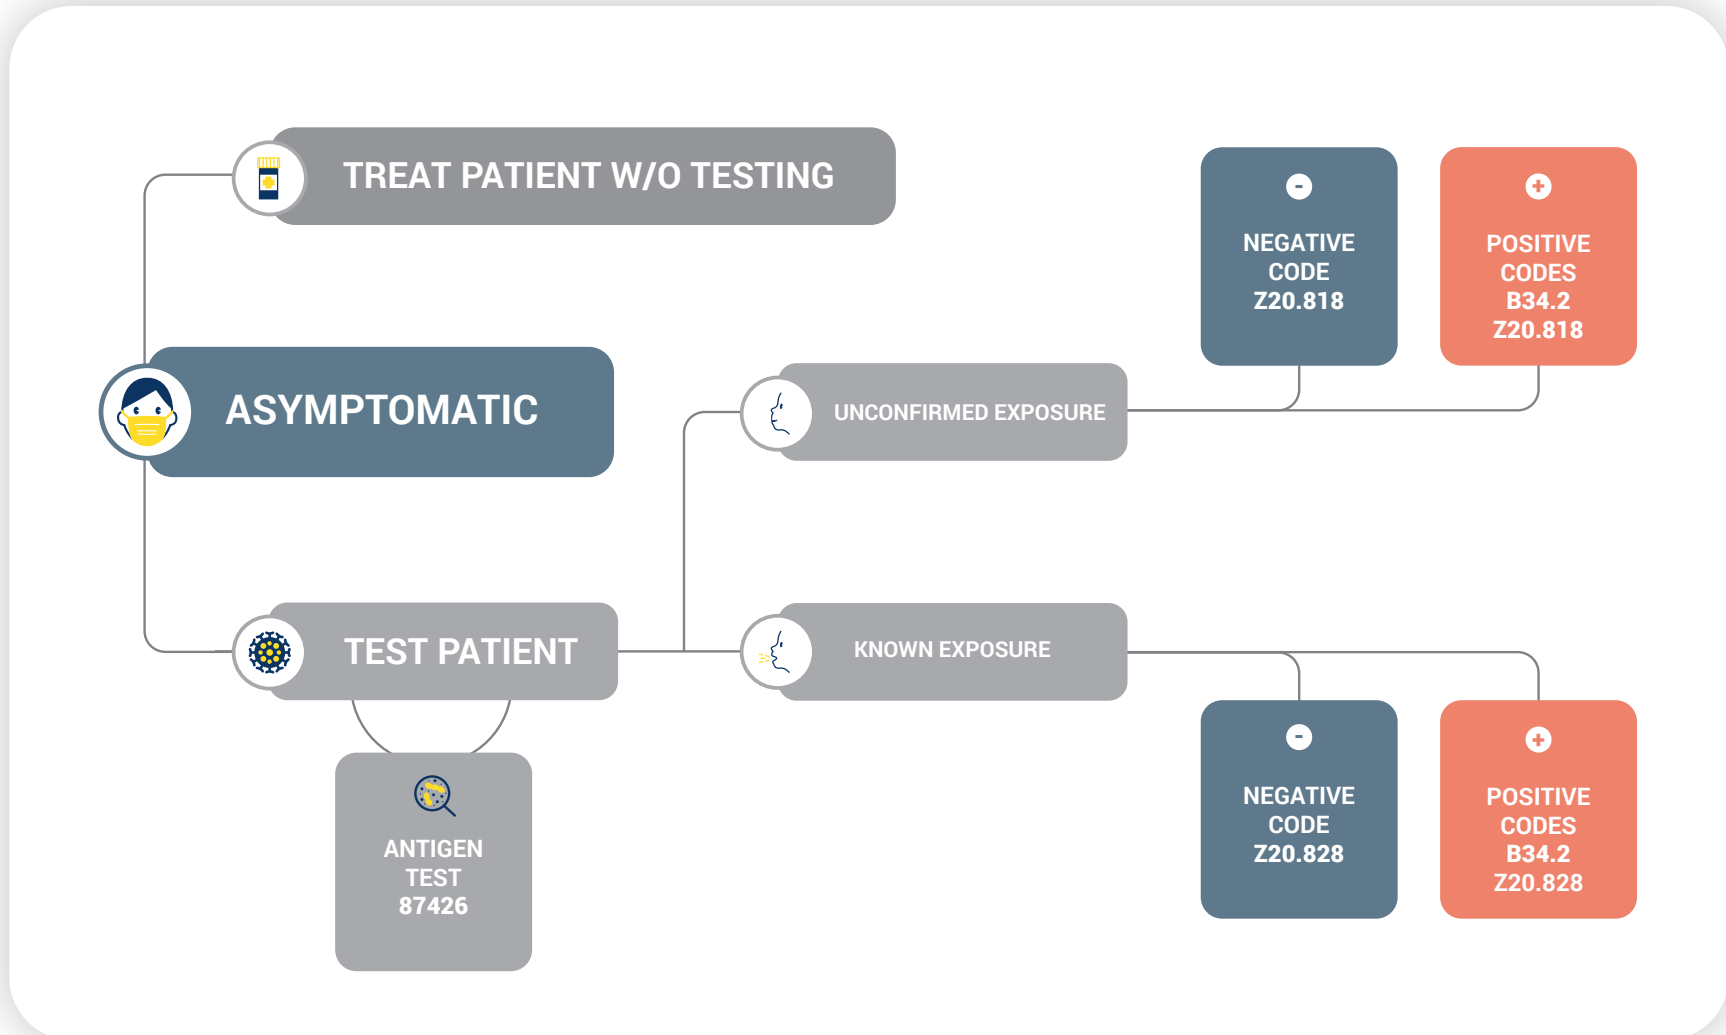 TREAT PATIENT W/O TESTING
ASYMPTOMATIC
TEST PATIENT
ANTIGEN
TEST
87426
UNCONFIRMED EXPOSURE
-
NEGATIVE
CODE
Z20.818
+
POSITIVE
CODES
B34.2
Z20.818
KNOWN EXPOSURE
-
NEGATIVE
CODE
Z20.828
+
POSITIVE
CODES
B34.2
Z20.828